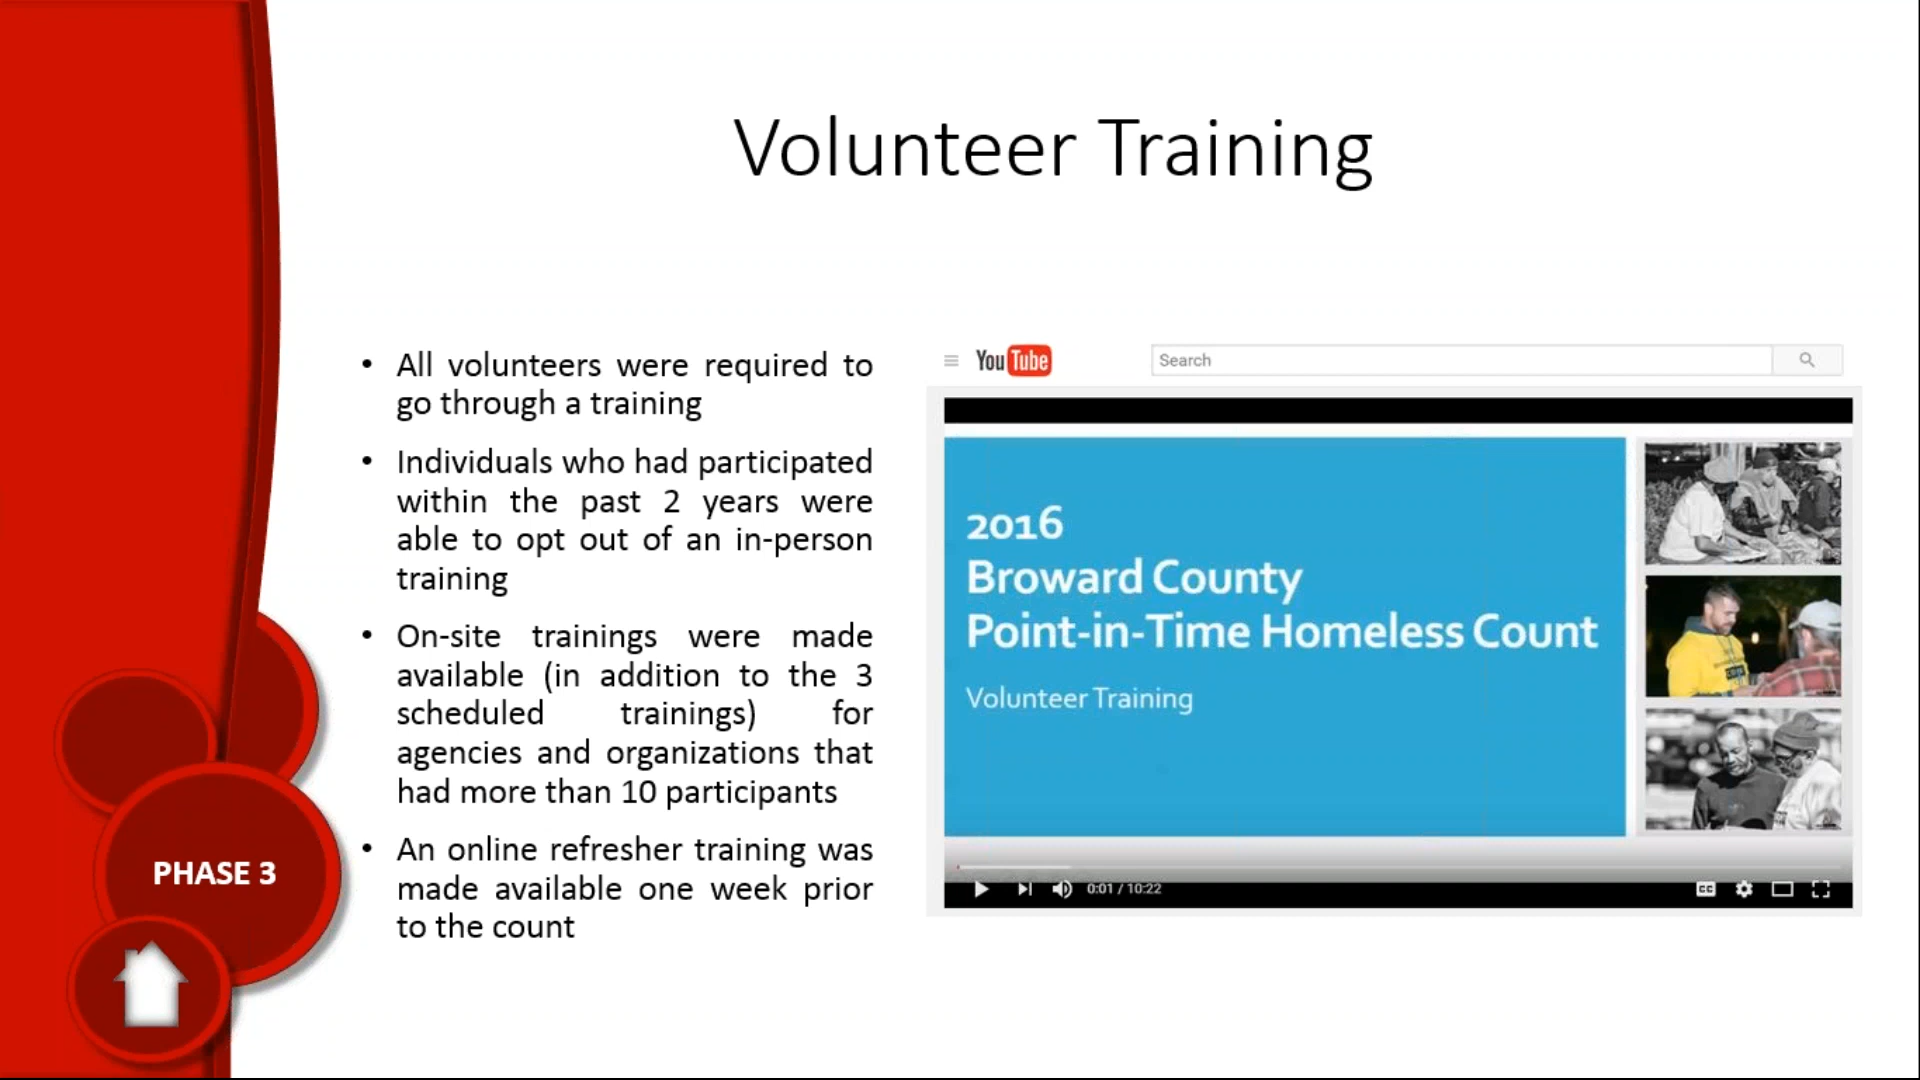 Volunteer Training
• All volunteers were required to
go through a training
• Individuals who had participated
within the past 2 years were
able to opt out of an in-person
training
• On-site trainings were made
available (in addition to the 3
scheduled trainings) for
agencies and organizations that
had more than 10 participants
• An online refresher training was
made available one week prior
to the count
PHASE 3
YouTube
Search
2016
Broward County
Point-in-Time Homeless Count
Volunteer Training
0:01 / 10:22
CC